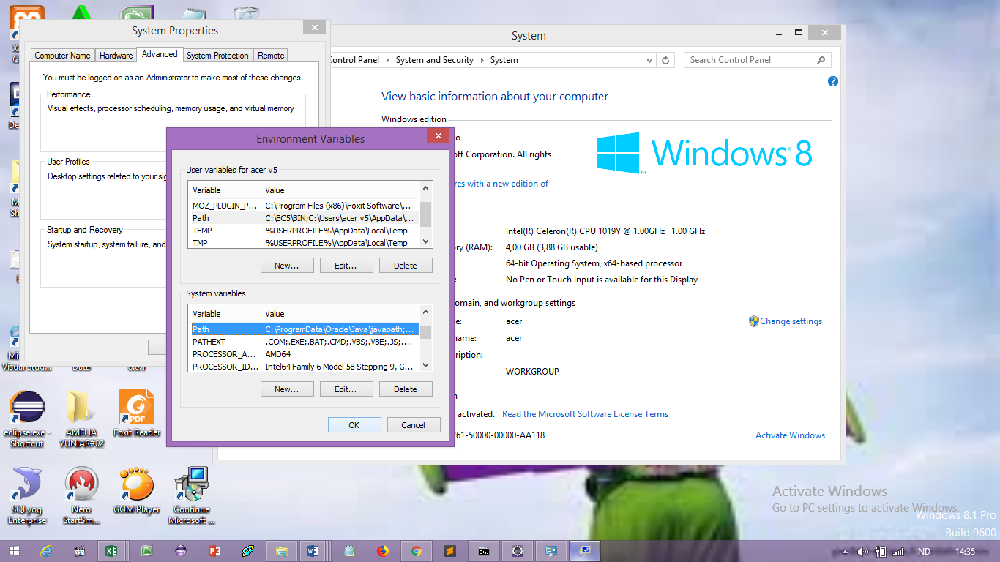 System Properties
Computer Name
Hardware
Advanced
System Protection
Remote
You must be logged on as an Administrator to make most of these changes.
Performance
Visual effects, processor scheduling, memory usage, and virtual memory
User Profiles
Desktop settings related to your sig
Startup and Recovery
System startup, system failure, and
System
Control Panel
System and Security
System
Search Control Panel
View basic information about your computer
Windows edition
ro
ft Corporation. All rights
res with a new edition of
Windows 8
Intel(R) Celeron(R) CPU 1019Y @ 1.00GHz 1.00 GHz
ry (RAM): 4,00 GB (3,88 GB usable)
64-bit Operating System, x64-based processor
No Pen or Touch Input is available for this Display
omain, and workgroup settings
e: acer
Change settings
name: acer
ription:
WORKGROUP
t activated. Read the Microsoft Software License Terms
261-50000-00000-AA118
Activate Windows
Environment Variables
User variables for acer v5
Variable Value
MOZ_PLUGIN_P... C:\Program Files (x86)\Foxit Software\...
Path C:\BC5\BIN;C:\Users\acer v5\AppData\...
TEMP %USERPROFILE%\AppData\Local\Temp
TMP %USERPROFILE%\AppData\Local\Temp
New... Edit... Delete
System variables
Variable Value
Path C:\ProgramData\Oracle\Java\javapath;...
PATHEXT .COM;.EXE;.BAT;.CMD;.VBS;.VBE;.JS;....
PROCESSOR_A... AMD64
PROCESSOR_ID... Intel64 Family 6 Model 58 Stepping 9, G...
New... Edit... Delete
OK Cancel
Visual Stud...
Data
eclipse.exe -
Shortcut
AMELIA
YUNIAR#02
Foxit Reader
PDF
SQLyog
Enterprise
Nero
StartSm...
GOM Player
Continue
Microsoft ...
Activate Windows
Go to PC settings to activate Windows.
Windows 8.1 Pro
Build 9600
IND
14:35